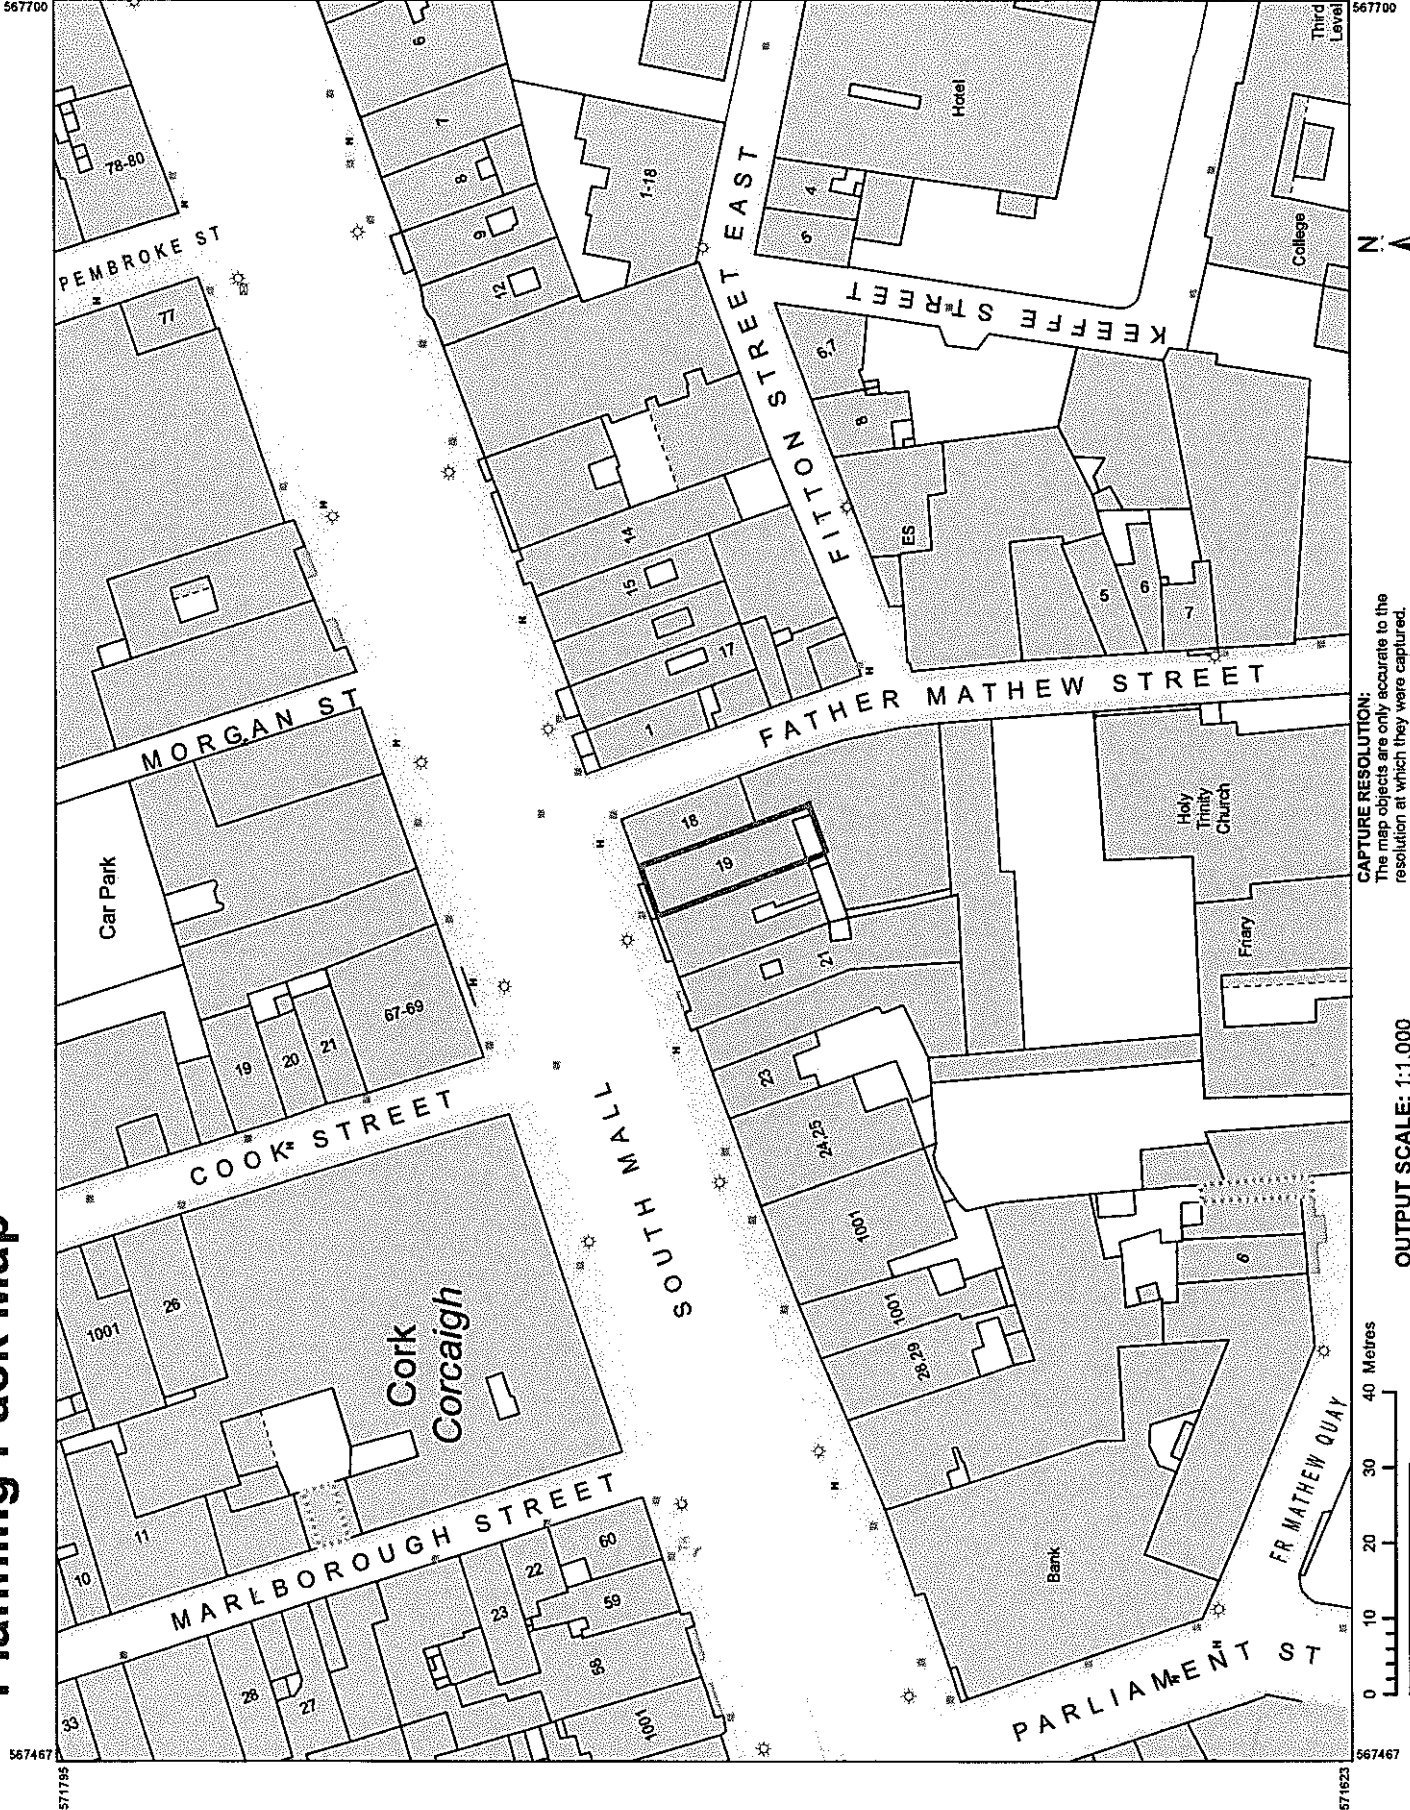 567700
567700
Third
Level
78-80
6
7
8
9
12
1-18
Hotel
4
5
College
N
PEMBROKE ST
77
FITTON STREET EAST
KEEFFE STREET
6,7
8
ES
14
15
17
1
5
6
7
MORGAN ST
FATHER MATHEW STREET
Car Park
18
19
21
Holy
Trinity
Church
Friary
CAPTURE RESOLUTION:
The map objects are only accurate to the
resolution at which they were captured.
19
20
21
67-69
COOK STREET
SOUTH MALL
23
24,25
1001
1001
28,29
6
OUTPUT SCALE: 1:1,000
26
1001
Cork
Corcaigh
11
10
MARLBOROUGH STREET
60
22
59
23
58
1001
28
27
33
Bank
FR MATHEW QUAY
PARLIAMENT ST
0 10 20 30 40 Metres
567467
567467
571795
571623